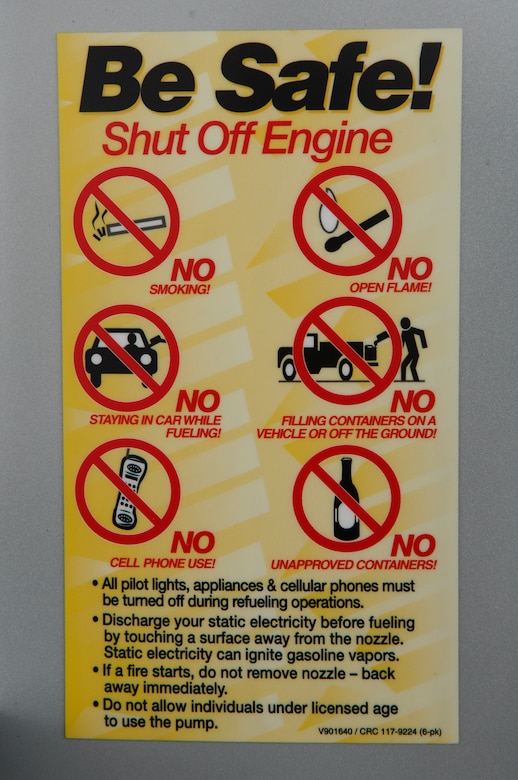 Be Safe!
Shut Off Engine
NO
SMOKING!
NO
OPEN FLAME!
NO
STAYING IN CAR WHILE
FUELING!
NO
FILLING CONTAINERS ON A
VEHICLE OR OFF THE GROUND!
NO
CELL PHONE USE!
NO
UNAPPROVED CONTAINERS!
• All pilot lights, appliances & cellular phones must
be turned off during refueling operations.
• Discharge your static electricity before fueling
by touching a surface away from the nozzle.
Static electricity can ignite gasoline vapors.
• If a fire starts, do not remove nozzle – back
away immediately.
• Do not allow individuals under licensed age
to use the pump.
V901640 / CRC 117-9224 (6-pk)